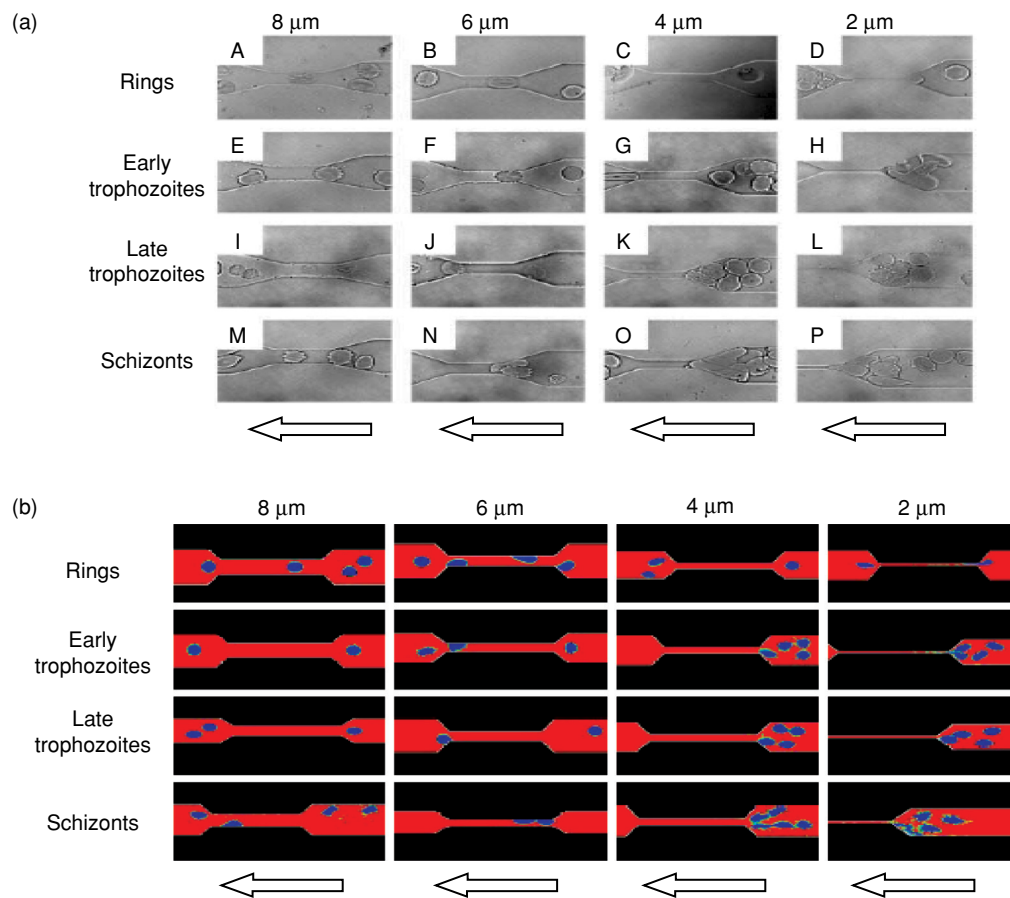 (a)
8 μm 6 μm 4 μm 2 μm
Rings
A B C D
Early
trophozoites
E F G H
Late
trophozoites
I J K L
Schizonts
M N O P
(b)
8 μm 6 μm 4 μm 2 μm
Rings
Early
trophozoites
Late
trophozoites
Schizonts